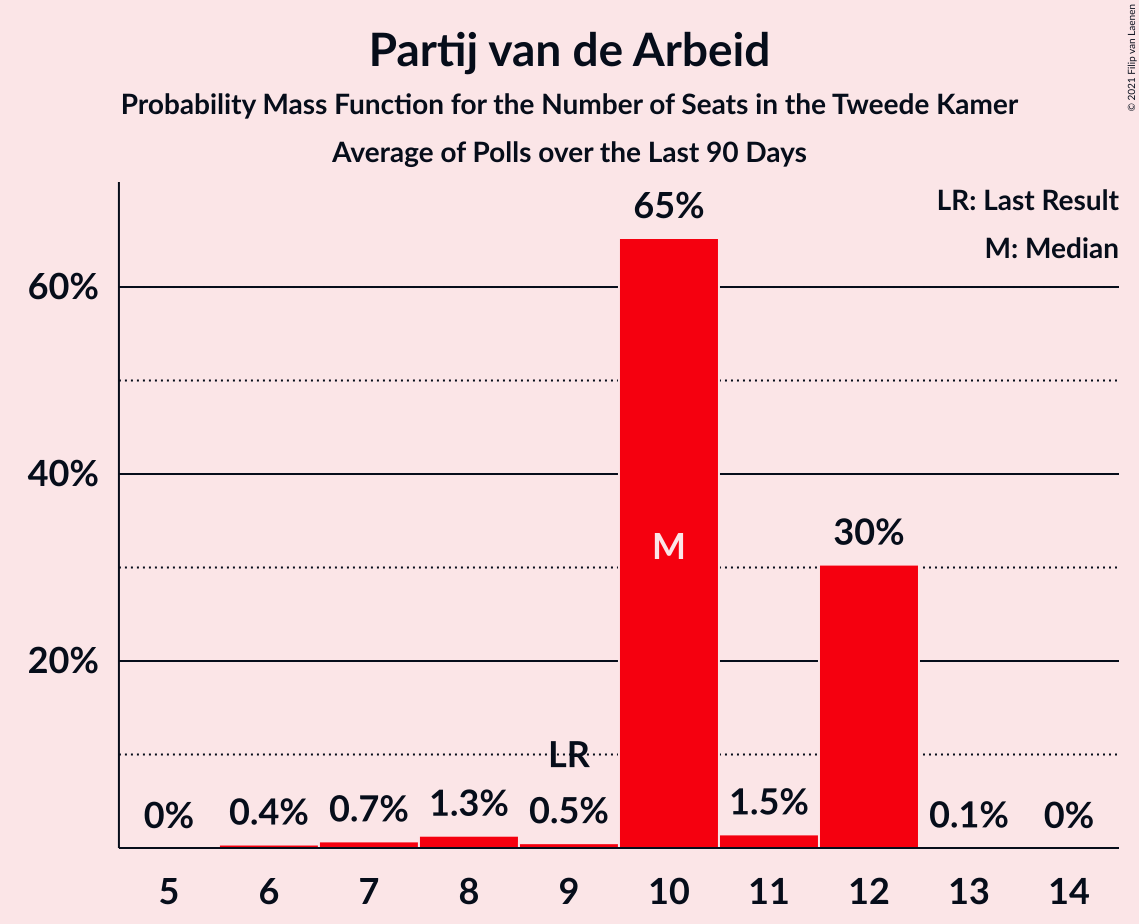 Partij van de Arbeid
Probability Mass Function for the Number of Seats in the Tweede Kamer
Average of Polls over the Last 90 Days
© 2021 Filip van Laenen
LR: Last Result
M: Median
65%
60%
40%
M
30%
20%
LR
0%
0.4%
0.7%
1.3%
0.5%
1.5%
0.1%
0%
5 6 7 8 9 10 11 12 13 14